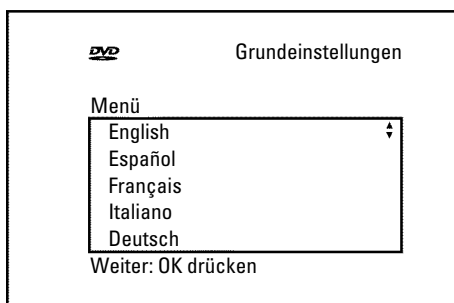 DVD
Grundeinstellungen
Menü
English
Español
Français
Italiano
Deutsch
Weiter: OK drücken